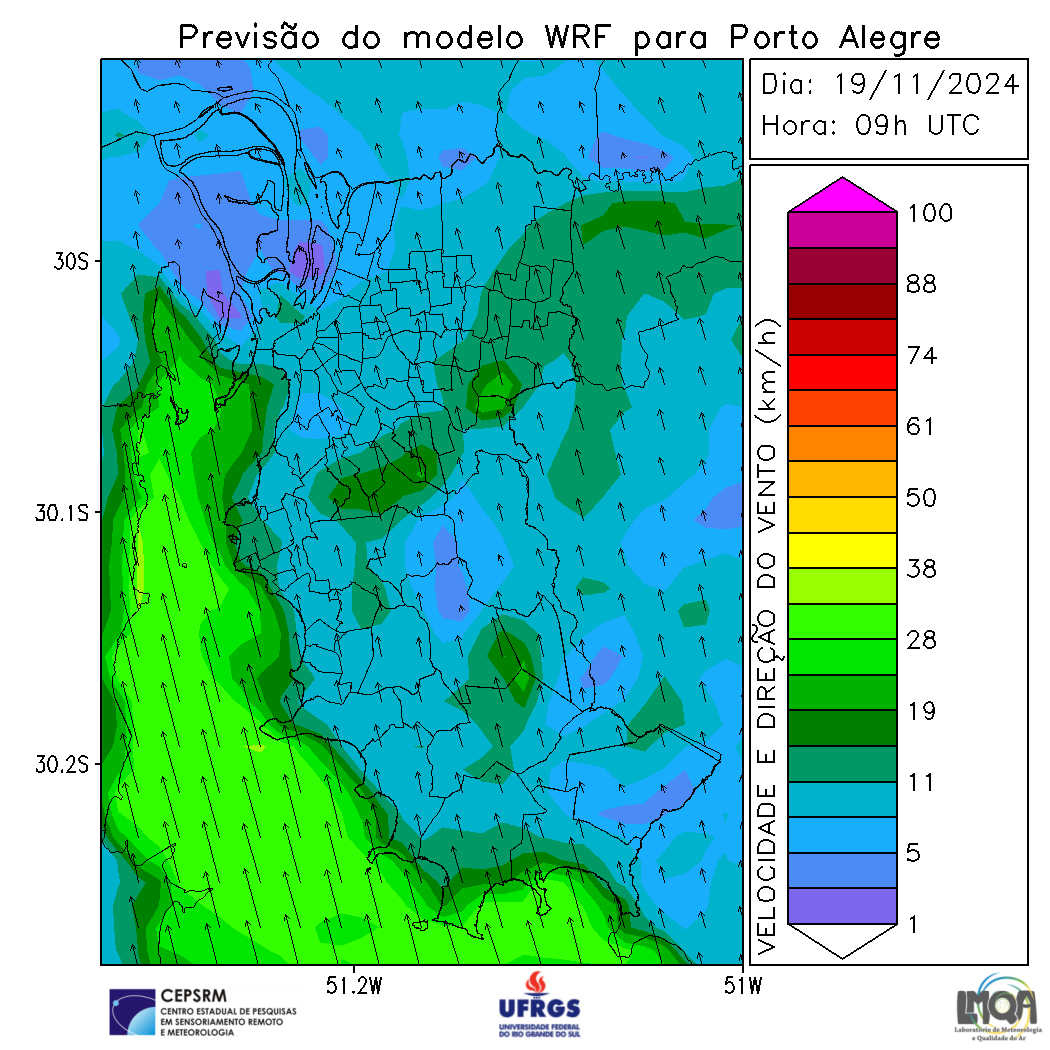 Previsão do modelo WRF para Porto Alegre
Dia: 19/11/2024
Hora: 09h UTC
30S
30.1S
30.2S
51.2W
51W
VELOCIDADE E DIREÇÃO DO VENTO (km/h)
100
88
74
61
50
38
28
19
11
5
1
CEPSRM
CENTRO ESTADUAL DE PESQUISAS
EM SENSORIAMENTO REMOTO
E METEOROLOGIA
UFRGS
UNIVERSIDADE FEDERAL
DO RIO GRANDE DO SUL
LMQA
Laboratório de Meteorologia
e Qualidade do Ar